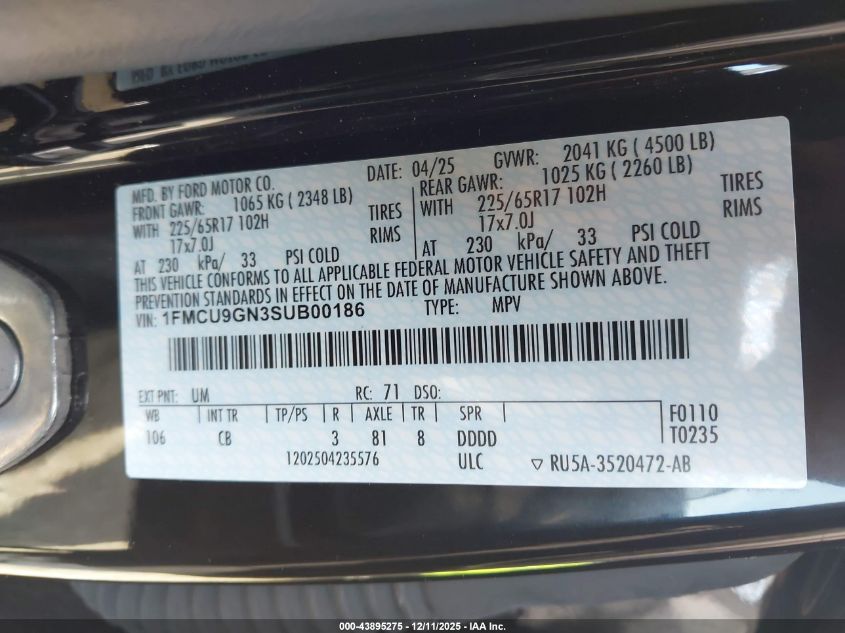 MFD. BY FORD MOTOR CO.
MFD. BY FORD MOTOR CO. DATE: 04/25 GVWR: 2041 KG ( 4500 LB)
FRONT GAWR: 1065 KG ( 2348 LB) REAR GAWR: 1025 KG ( 2260 LB)
WITH 225/65R17 102H TIRES WITH 225/65R17 102H TIRES
17x7.0J RIMS 17x7.0J RIMS
AT 230 kPa/ 33 PSI COLD AT 230 kPa/ 33 PSI COLD
THIS VEHICLE CONFORMS TO ALL APPLICABLE FEDERAL MOTOR VEHICLE SAFETY AND THEFT
PREVENTION STANDARDS IN EFFECT ON THE DATE OF MANUFACTURE SHOWN ABOVE.
VIN: 1FMCU9GN3SUB00186 TYPE: MPV
EXT PNT: UM RC: 71 DSO:
WB INT TR TP/PS R AXLE TR SPR F0110
106 CB 3 81 8 DDDD T0235
1202504235576 ULC ▽ RU5A-3520472-AB
000-43895275 - 12/11/2025 - IAA Inc.